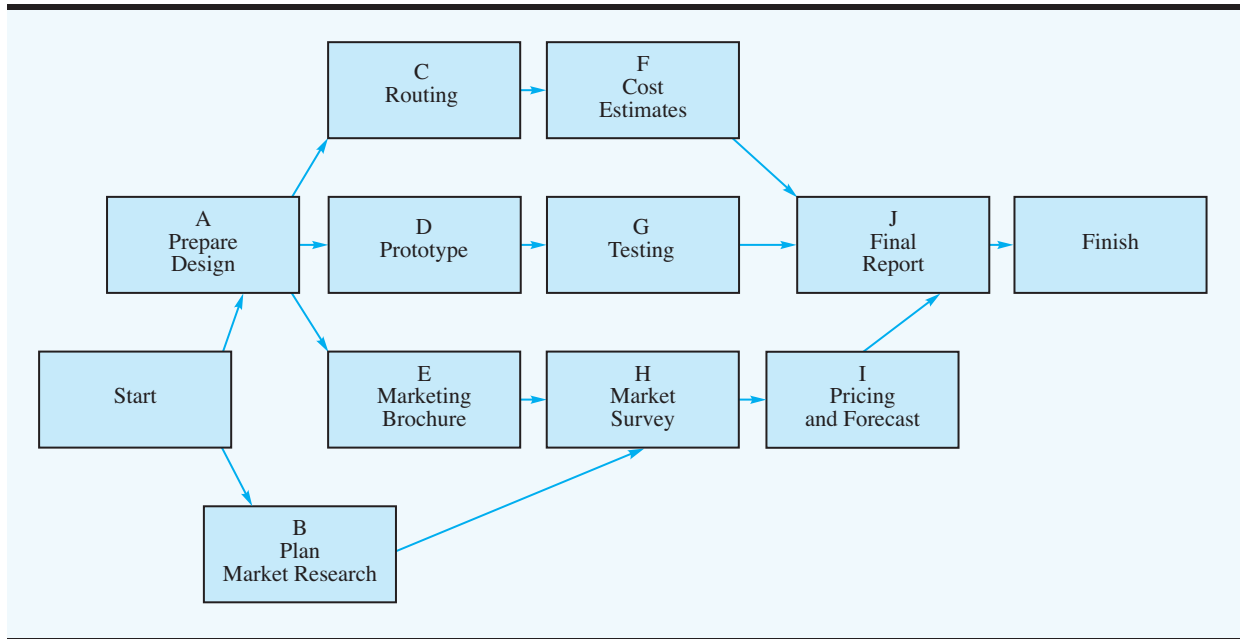 C
Routing
F
Cost
Estimates
A
Prepare
Design
D
Prototype
G
Testing
J
Final
Report
Finish
Start
E
Marketing
Brochure
H
Market
Survey
I
Pricing
and Forecast
B
Plan
Market Research